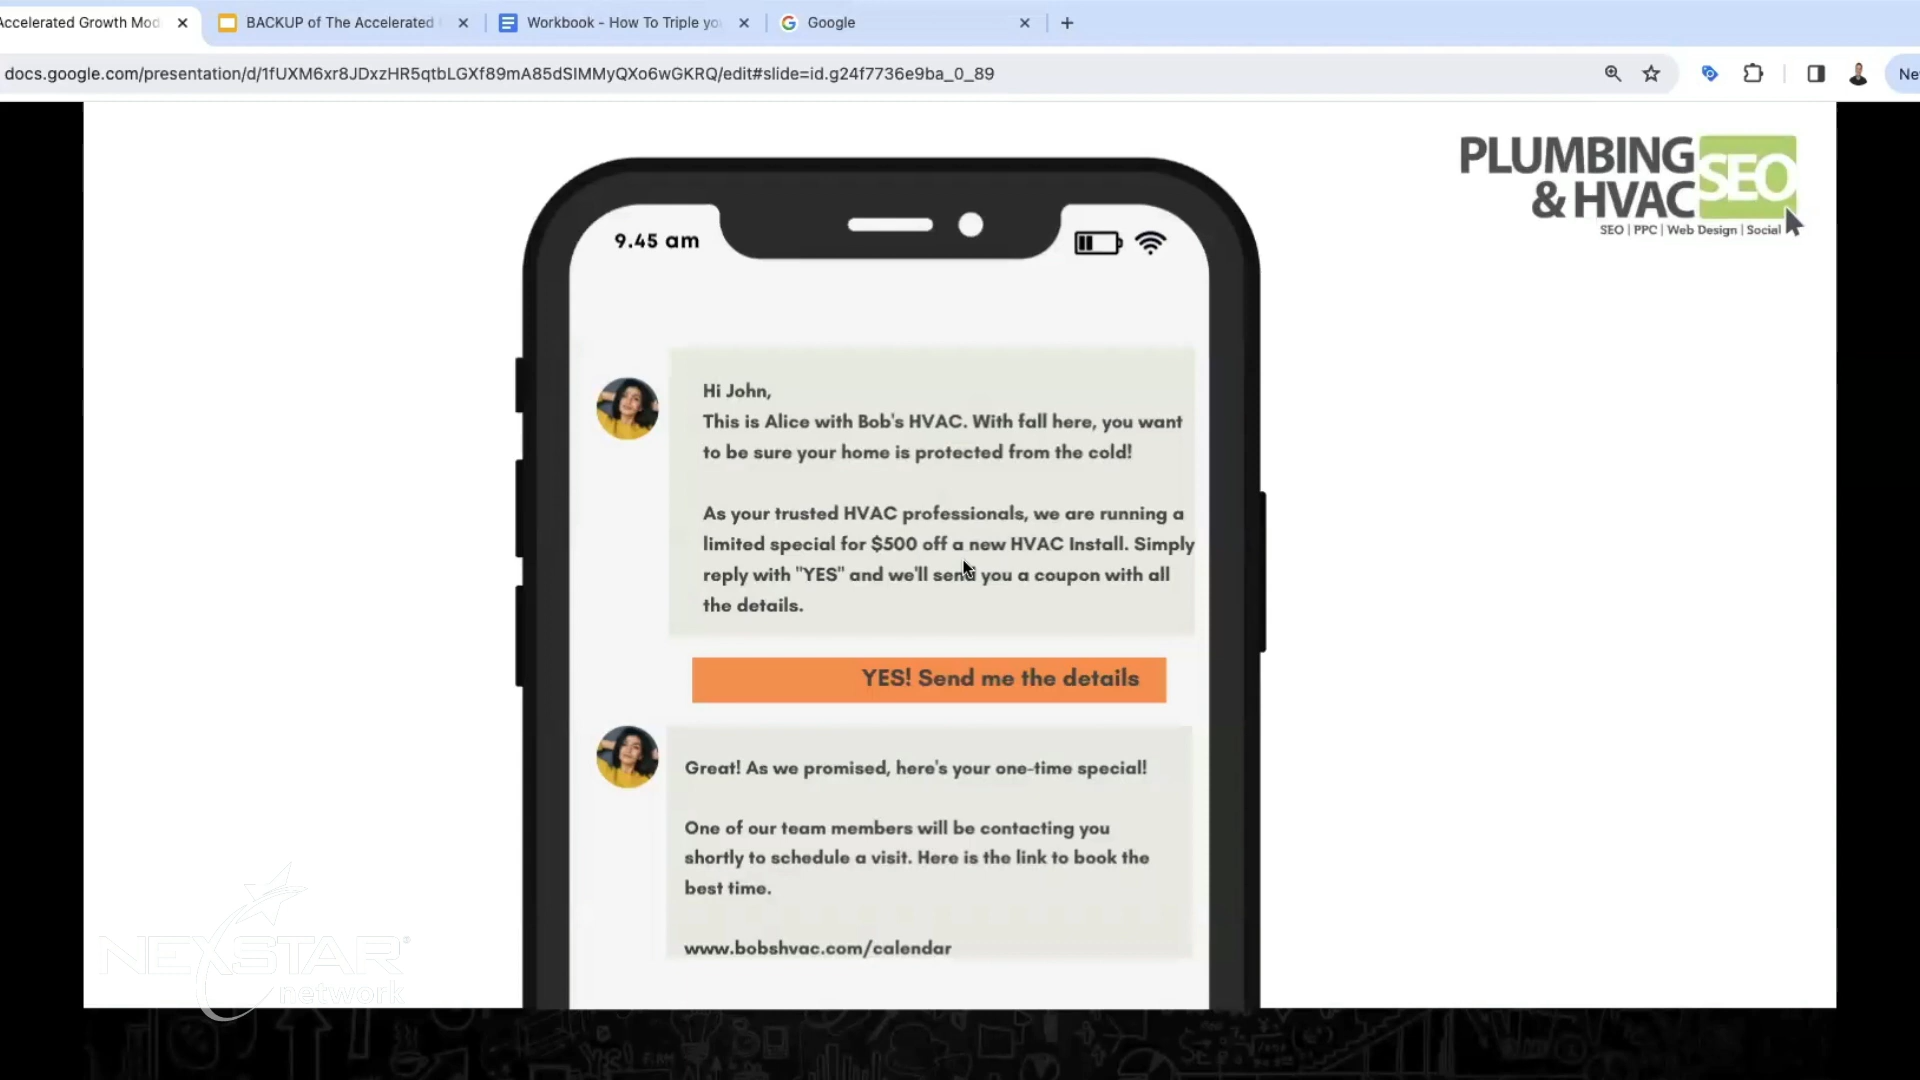 Accelerated Growth Mod
BACKUP of The Accelerated
Workbook - How To Triple yo
Google
docs.google.com/presentation/d/1fUXM6xr8JDxzHR5qtbLGXf89mA85dSIMMyQXo6wGKRQ/edit#slide=id.g24f7736e9ba_0_89
Ne
PLUMBING
& HVAC
SEO
SEO | PPC | Web Design | Social
9.45 am
Hi John,
This is Alice with Bob's HVAC. With fall here, you want
to be sure your home is protected from the cold!
As your trusted HVAC professionals, we are running a
limited special for $500 off a new HVAC Install. Simply
reply with "YES" and we'll send you a coupon with all
the details.
YES! Send me the details
Great! As we promised, here's your one-time special!
One of our team members will be contacting you
shortly to schedule a visit. Here is the link to book the
best time.
www.bobshvac.com/calendar
NEXSTAR®
network